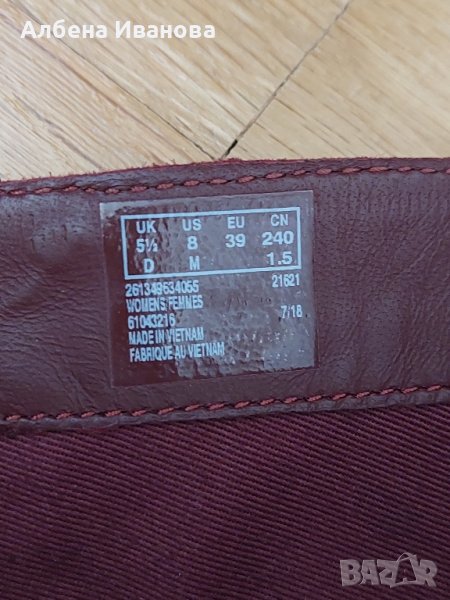 Албена Иванова
UK US EU CN
5½ 8 39 240
D M 1.5
261349634055 21621
WOMENS/FEMMES
61043216 7/18
MADE IN VIETNAM
FABRIQUE AU VIETNAM
BAZAR